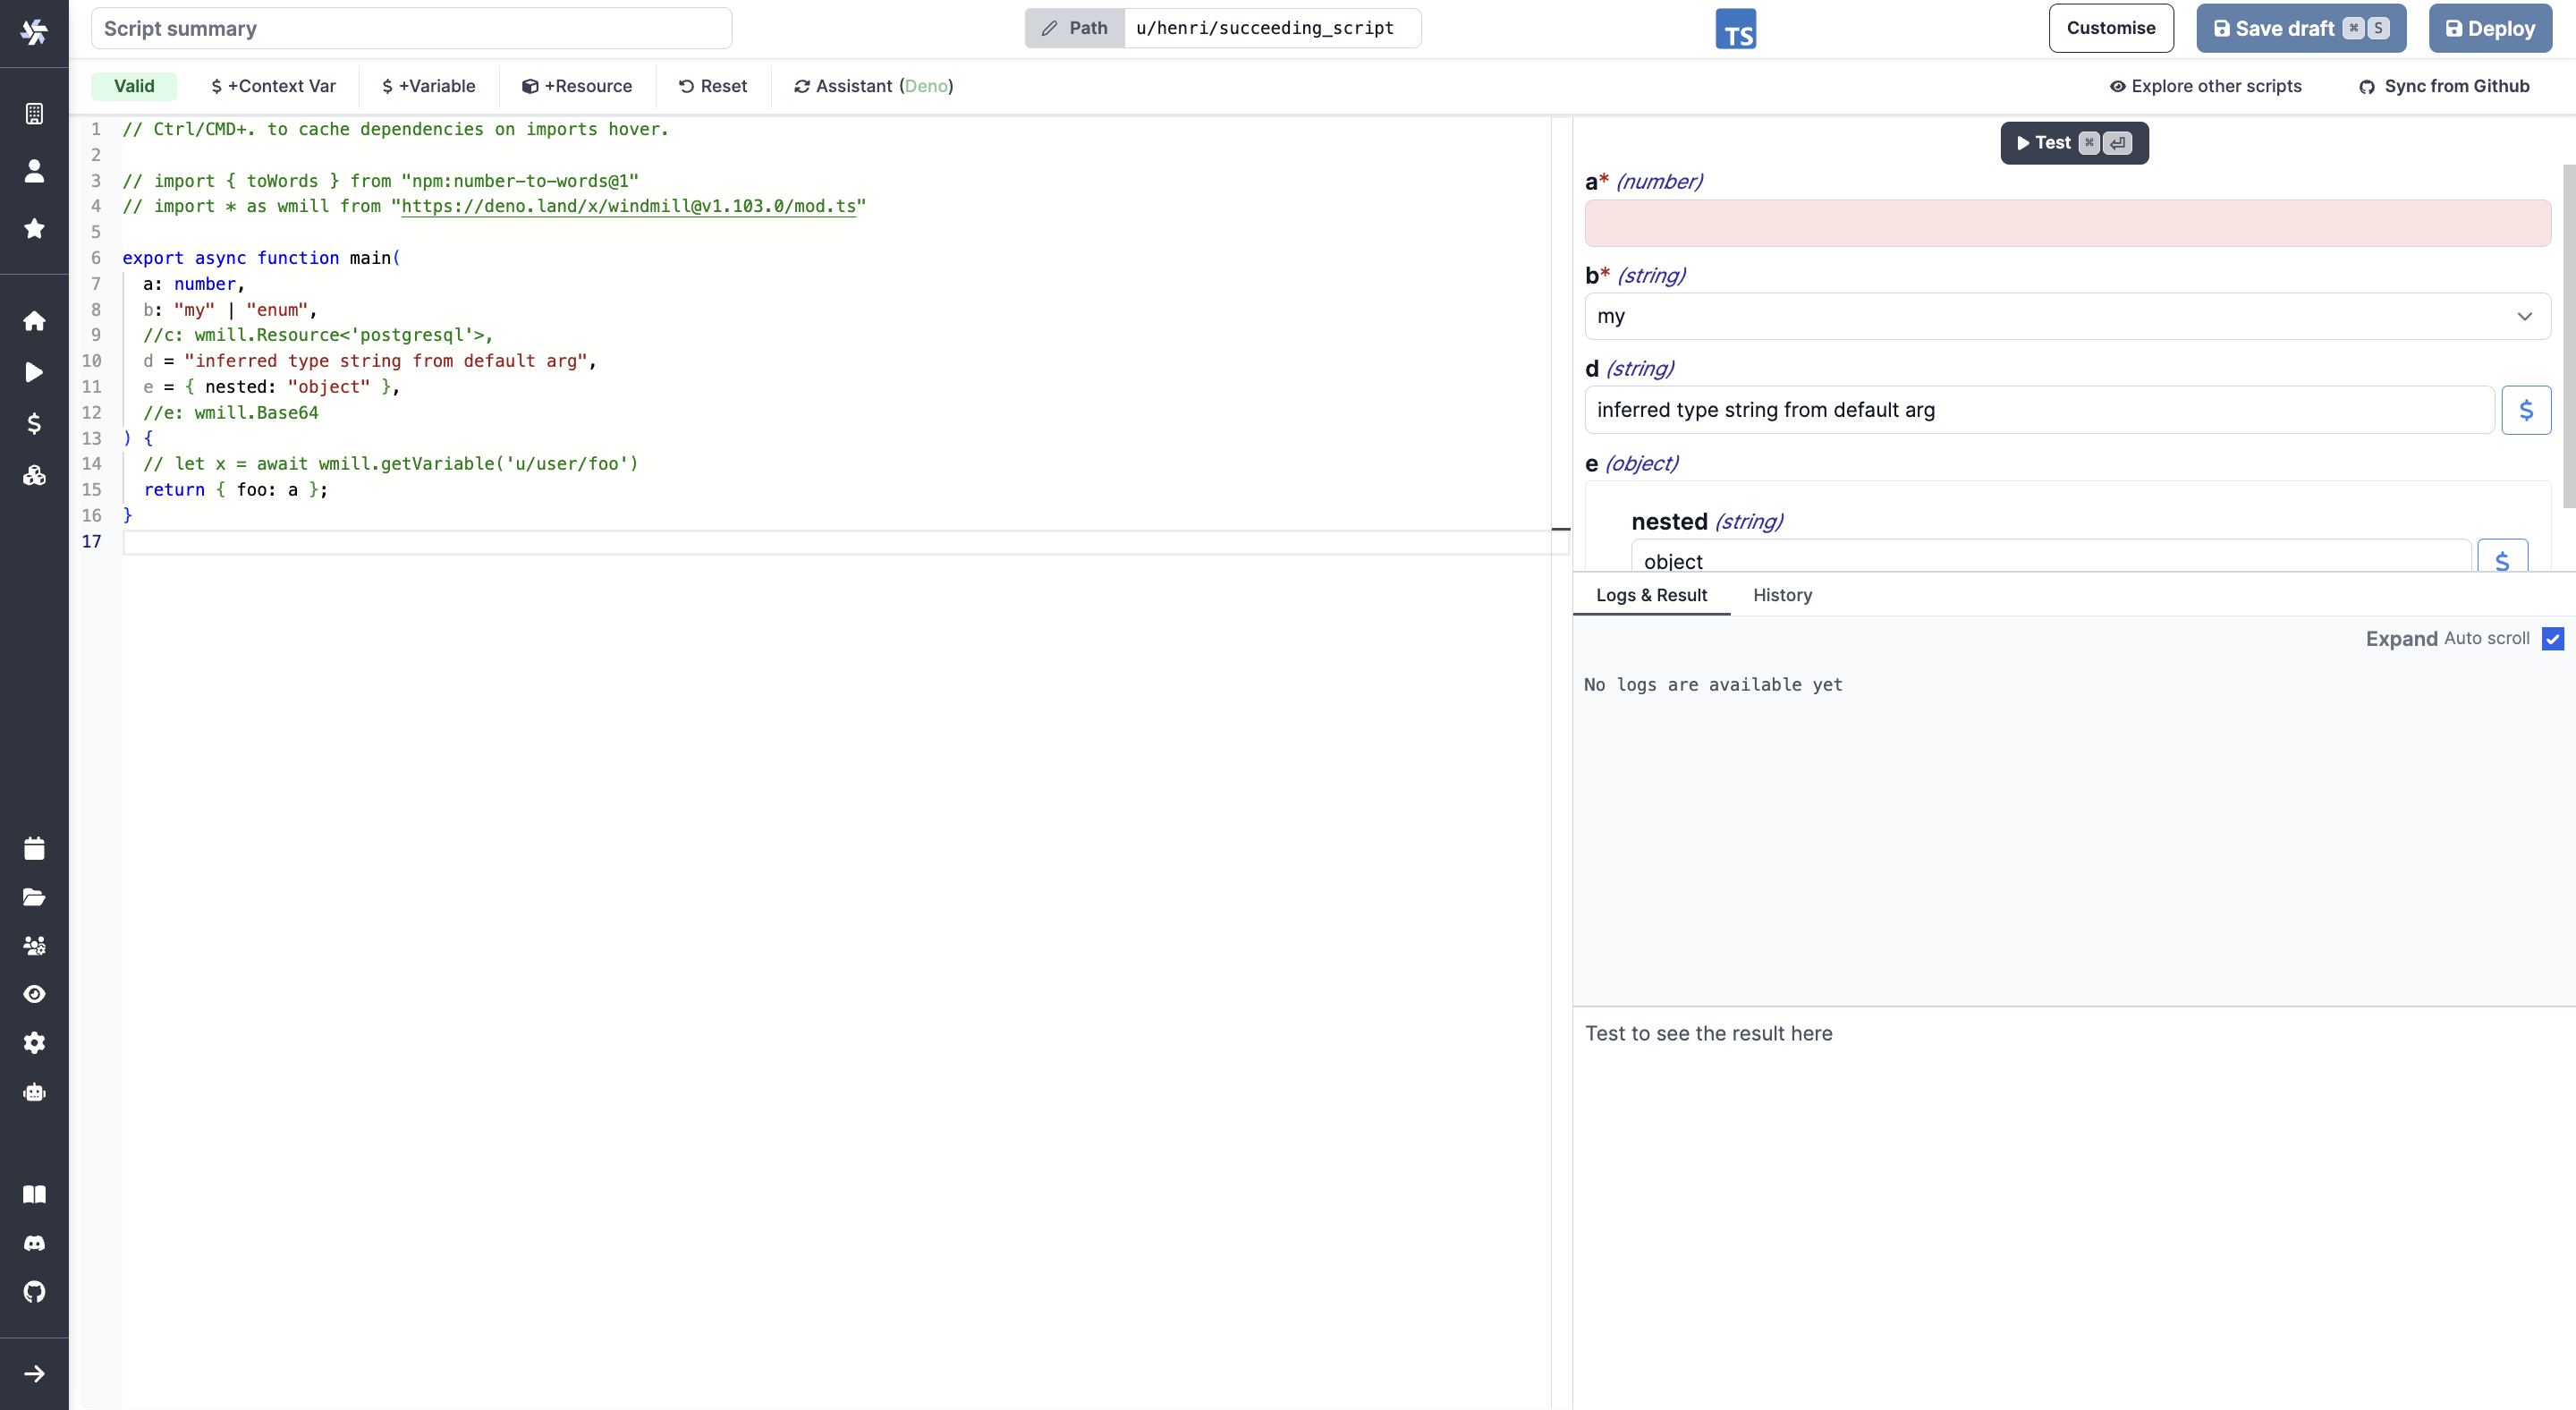 Script summary
Path u/henri/succeeding_script
TS
Customise
Save draft ⌘ S
Deploy
Valid
$ +Context Var
$ +Variable
+Resource
Reset
Assistant (Deno)
Explore other scripts
Sync from Github
1 // Ctrl/CMD+. to cache dependencies on imports hover.
2
3 // import { toWords } from "npm:number-to-words@1"
4 // import * as wmill from "https://deno.land/x/windmill@v1.103.0/mod.ts"
5
6 export async function main(
7 a: number,
8 b: "my" | "enum",
9 //c: wmill.Resource<'postgresql'>,
10 d = "inferred type string from default arg",
11 e = { nested: "object" },
12 //e: wmill.Base64
13 ) {
14 // let x = await wmill.getVariable('u/user/foo')
15 return { foo: a };
16 }
17
Test ⌘ ⏎
a* (number)
b* (string)
my
d (string)
inferred type string from default arg
$
e (object)
nested (string)
object
$
Logs & Result
History
Expand Auto scroll
No logs are available yet
Test to see the result here